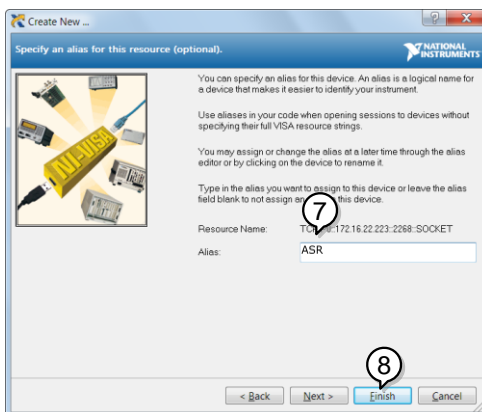 Create New ...
Specify an alias for this resource (optional).
NATIONAL
INSTRUMENTS
You can specify an alias for this device. An alias is a logical name for
a device that makes it easier to identify your instrument.
Use aliases in your code when opening sessions to devices without
specifying their full VISA resource strings.
You may assign or change the alias at a later time through the alias
editor or by clicking on the device to rename it.
Type in the alias you want to assign to this device or leave the alias
field blank to not assign an this device.
7
Resource Name: 172.16.22.223::2268::SOCKET
Alias: ASR
NI-VISA
8
< Back Next > Finish Cancel